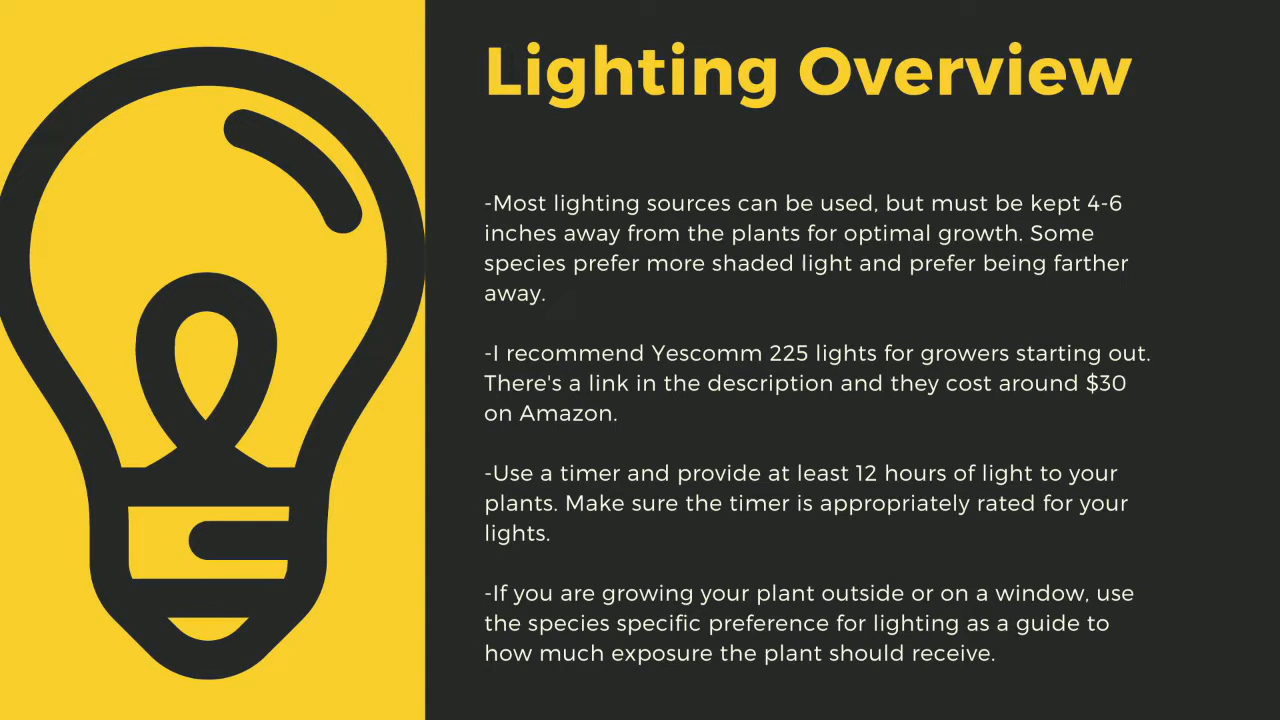 Lighting Overview
-Most lighting sources can be used, but must be kept 4-6
inches away from the plants for optimal growth. Some
species prefer more shaded light and prefer being farther
away.
-I recommend Yescomm 225 lights for growers starting out.
There's a link in the description and they cost around $30
on Amazon.
-Use a timer and provide at least 12 hours of light to your
plants. Make sure the timer is appropriately rated for your
lights.
-If you are growing your plant outside or on a window, use
the species specific preference for lighting as a guide to
how much exposure the plant should receive.